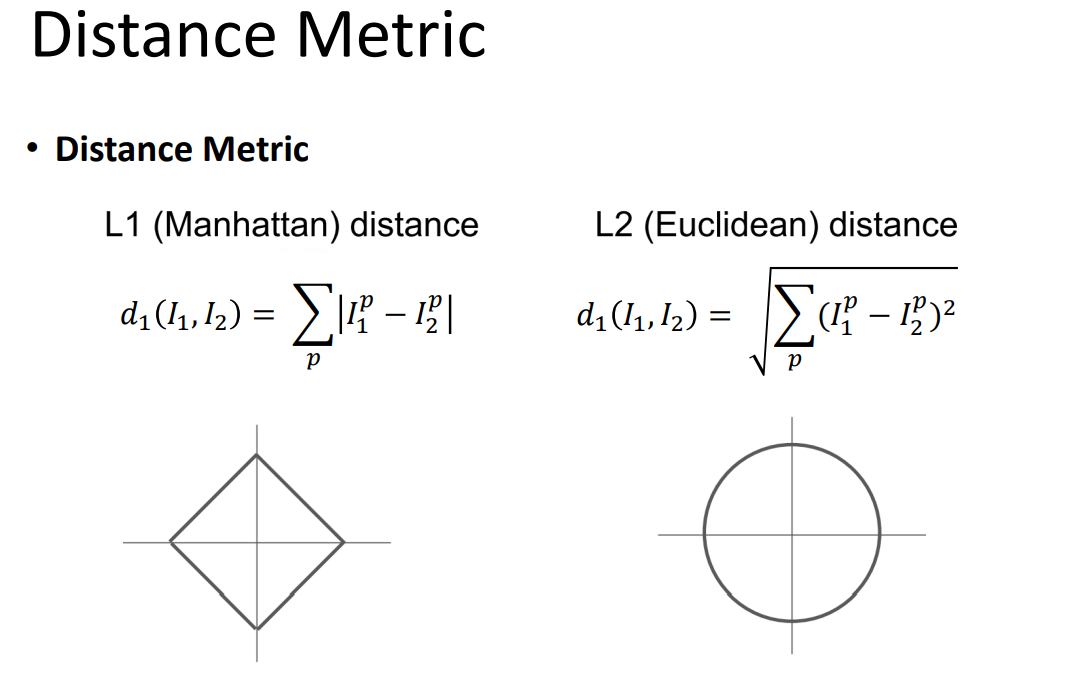 Distance Metric
• Distance Metric
L1 (Manhattan) distance
d₁(I₁, I₂) = ∑ₚ |I₁ᵖ − I₂ᵖ|
L2 (Euclidean) distance
d₁(I₁, I₂) = √(∑ₚ (I₁ᵖ − I₂ᵖ)²)